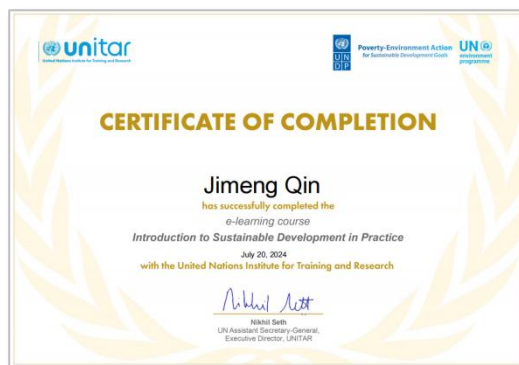 unitar
United Nations Institute for Training and Research
UN
DP
Poverty-Environment Action
for Sustainable Development Goals
UN
environment
programme
CERTIFICATE OF COMPLETION
Jimeng Qin
has successfully completed the
e-learning course
Introduction to Sustainable Development in Practice
July 20, 2024
with the United Nations Institute for Training and Research
Nikhil Sett
Nikhil Seth
UN Assistant Secretary-General,
Executive Director, UNITAR